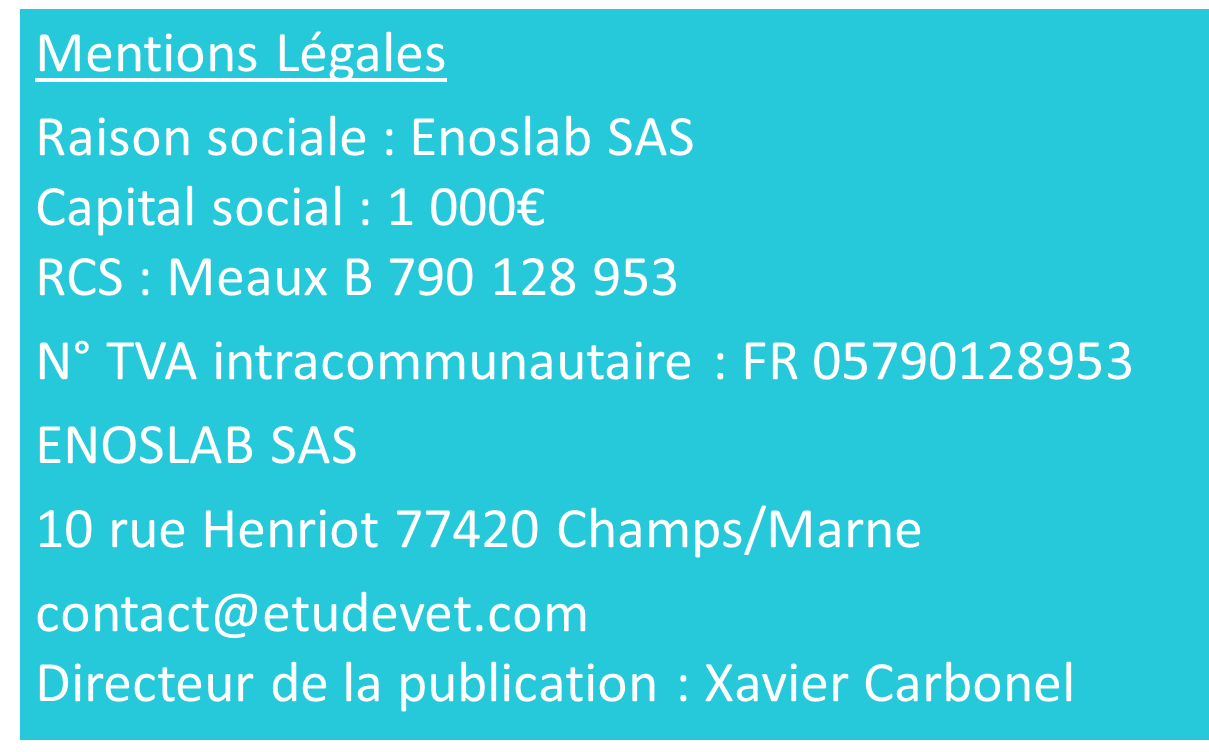 Mentions Légales
Raison sociale : Enoslab SAS
Capital social : 1 000€
RCS : Meaux B 790 128 953
N° TVA intracommunautaire : FR 05790128953
ENOSLAB SAS
10 rue Henriot 77420 Champs/Marne
contact@etudevet.com
Directeur de la publication : Xavier Carbonel